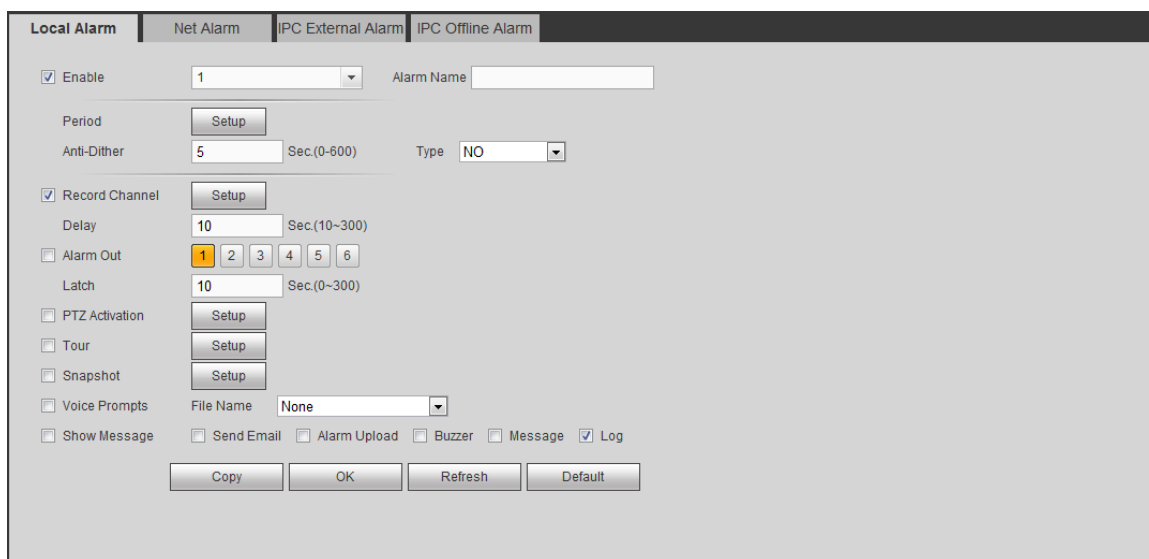 Local Alarm Net Alarm IPC External Alarm IPC Offline Alarm
Enable 1 Alarm Name
Period Setup
Anti-Dither 5 Sec.(0-600) Type NO
Record Channel Setup
Delay 10 Sec.(10~300)
Alarm Out 1 2 3 4 5 6
Latch 10 Sec.(0~300)
PTZ Activation Setup
Tour Setup
Snapshot Setup
Voice Prompts File Name None
Show Message Send Email Alarm Upload Buzzer Message Log
Copy OK Refresh Default